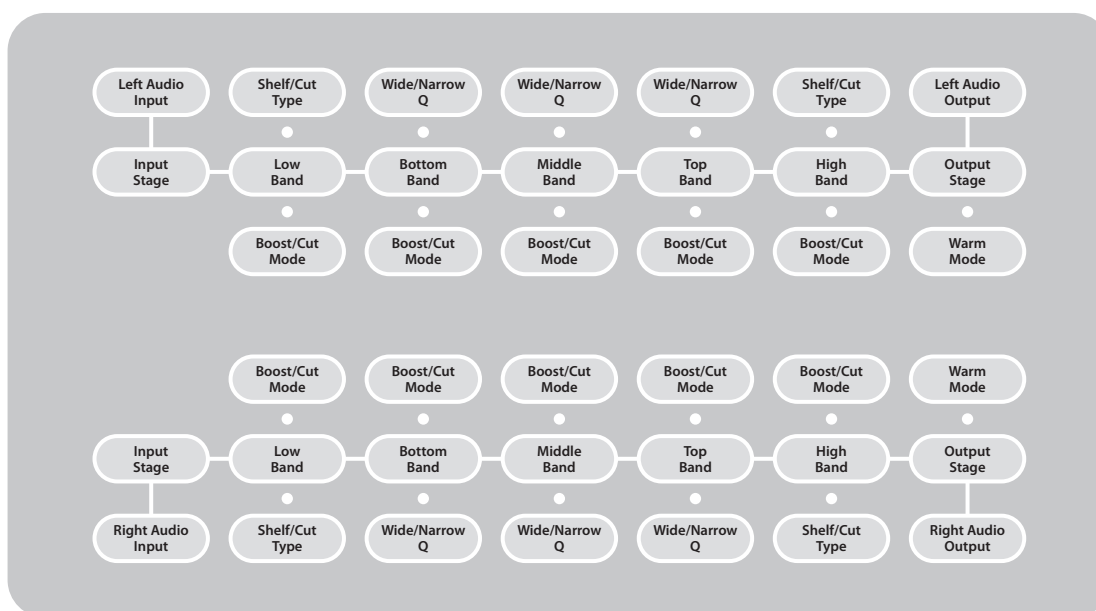 Left Audio
Input
Shelf/Cut
Type
Wide/Narrow
Q
Wide/Narrow
Q
Wide/Narrow
Q
Shelf/Cut
Type
Left Audio
Output
Input
Stage
Low
Band
Bottom
Band
Middle
Band
Top
Band
High
Band
Output
Stage
Boost/Cut
Mode
Boost/Cut
Mode
Boost/Cut
Mode
Boost/Cut
Mode
Boost/Cut
Mode
Warm
Mode
Boost/Cut
Mode
Boost/Cut
Mode
Boost/Cut
Mode
Boost/Cut
Mode
Boost/Cut
Mode
Warm
Mode
Input
Stage
Low
Band
Bottom
Band
Middle
Band
Top
Band
High
Band
Output
Stage
Right Audio
Input
Shelf/Cut
Type
Wide/Narrow
Q
Wide/Narrow
Q
Wide/Narrow
Q
Shelf/Cut
Type
Right Audio
Output